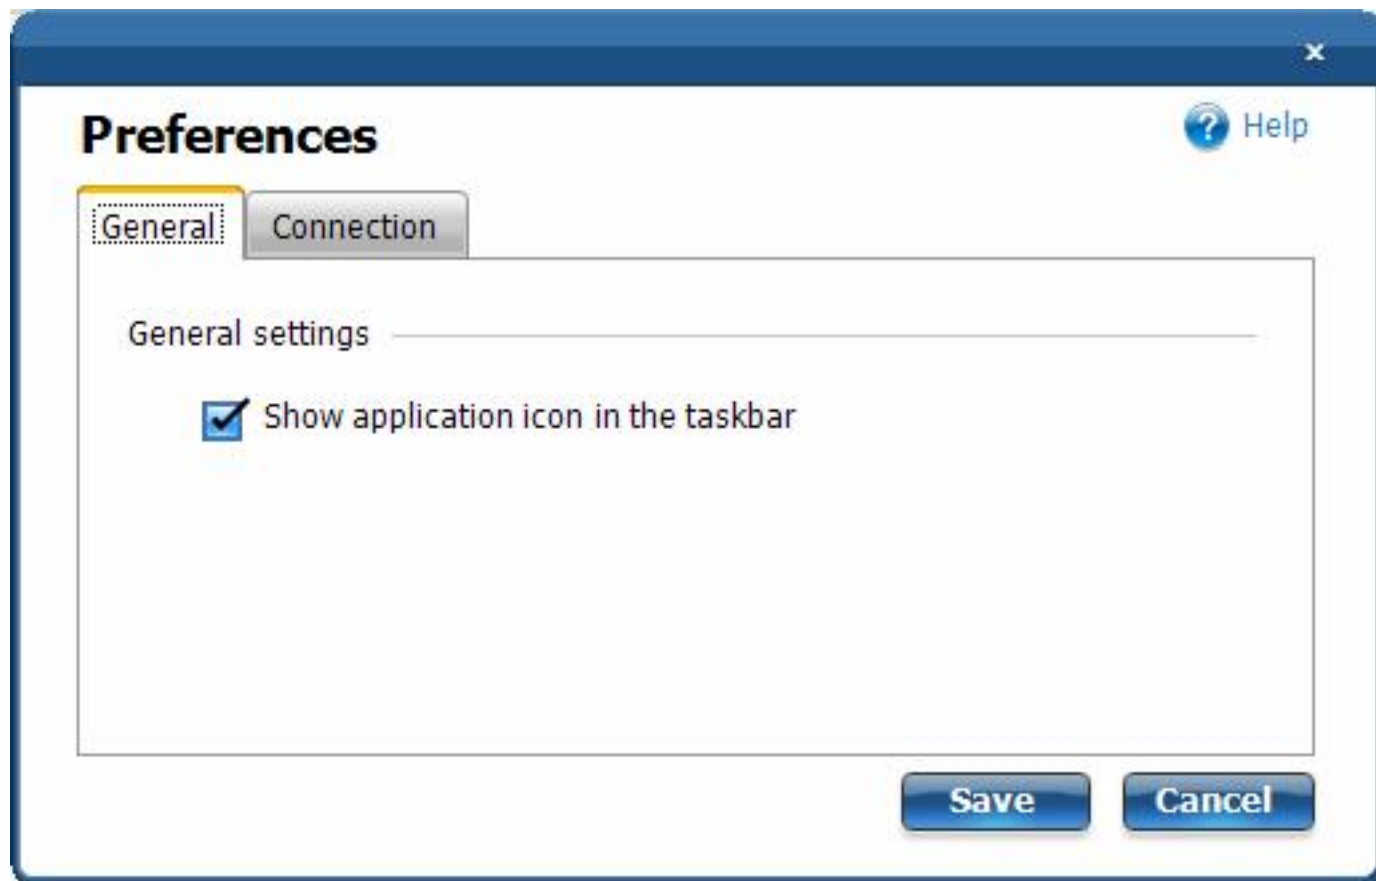 x
Preferences
? Help
General Connection
General settings
Show application icon in the taskbar
Save Cancel